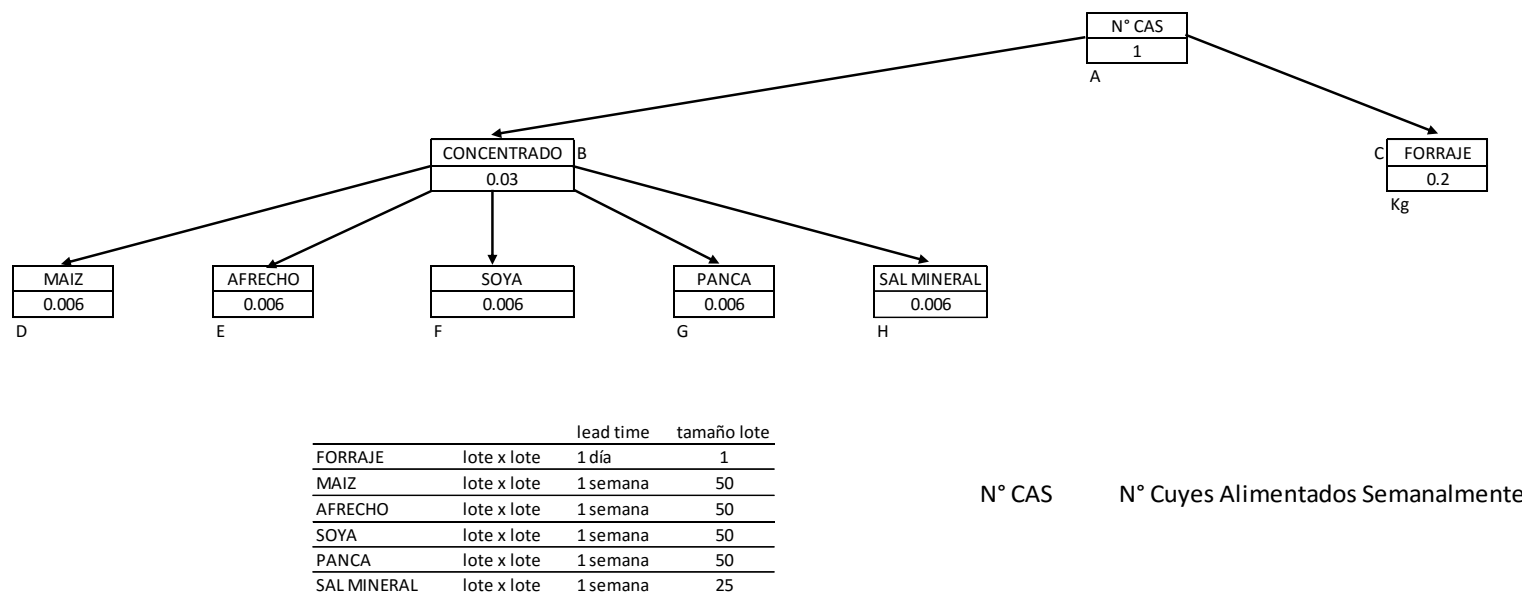 N° CAS
1
A
CONCENTRADO B
0.03
C FORRAJE
0.2
Kg
MAIZ
0.006
D
AFRECHO
0.006
E
SOYA
0.006
F
PANCA
0.006
G
SAL MINERAL
0.006
H
lead time tamaño lote
FORRAJE lote x lote 1 día 1
MAIZ lote x lote 1 semana 50
AFRECHO lote x lote 1 semana 50
SOYA lote x lote 1 semana 50
PANCA lote x lote 1 semana 50
SAL MINERAL lote x lote 1 semana 25
N° CAS N° Cuyes Alimentados Semanalmente